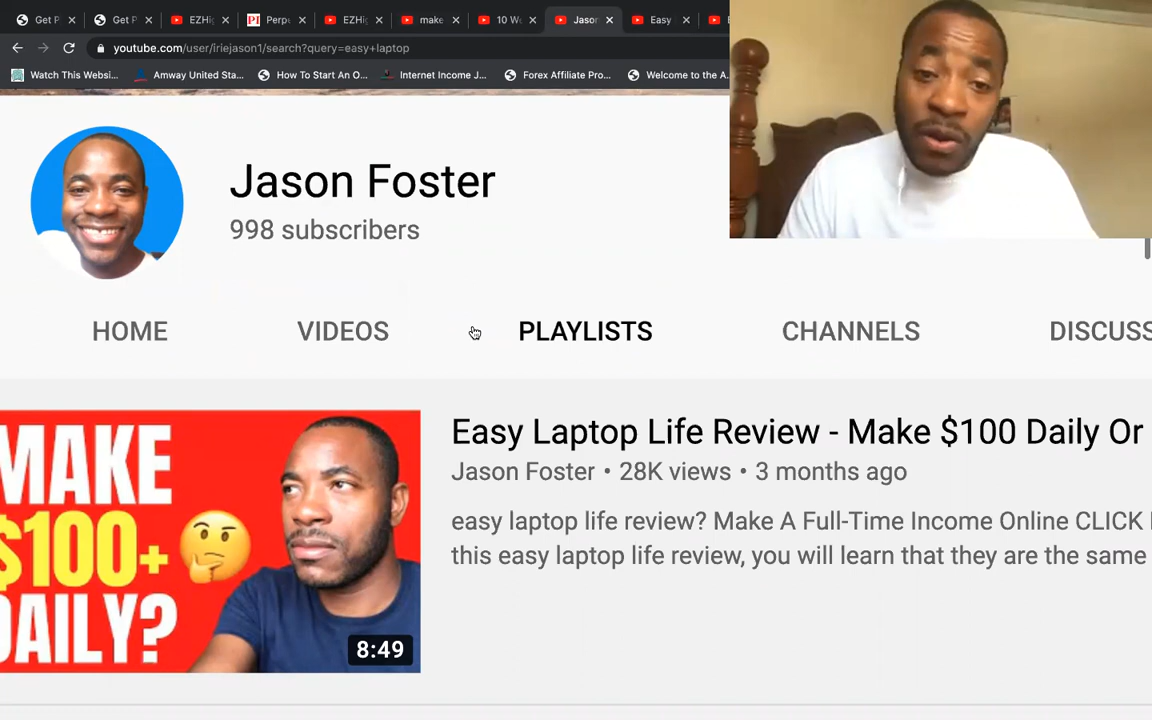 Get P
Get P
EZHig
PI Perpe
EZHig
make
10 Wo
Jason
Easy
youtube.com/user/iriejason1/search?query=easy+laptop
Watch This Websi...
Amway United Sta...
How To Start An O...
Internet Income J...
Forex Affiliate Pro...
Welcome to the A
Jason Foster
998 subscribers
HOME
VIDEOS
PLAYLISTS
CHANNELS
DISCUSS
MAKE
$100+
DAILY?
8:49
Easy Laptop Life Review - Make $100 Daily Or
Jason Foster • 28K views • 3 months ago
easy laptop life review? Make A Full-Time Income Online CLICK
this easy laptop life review, you will learn that they are the same